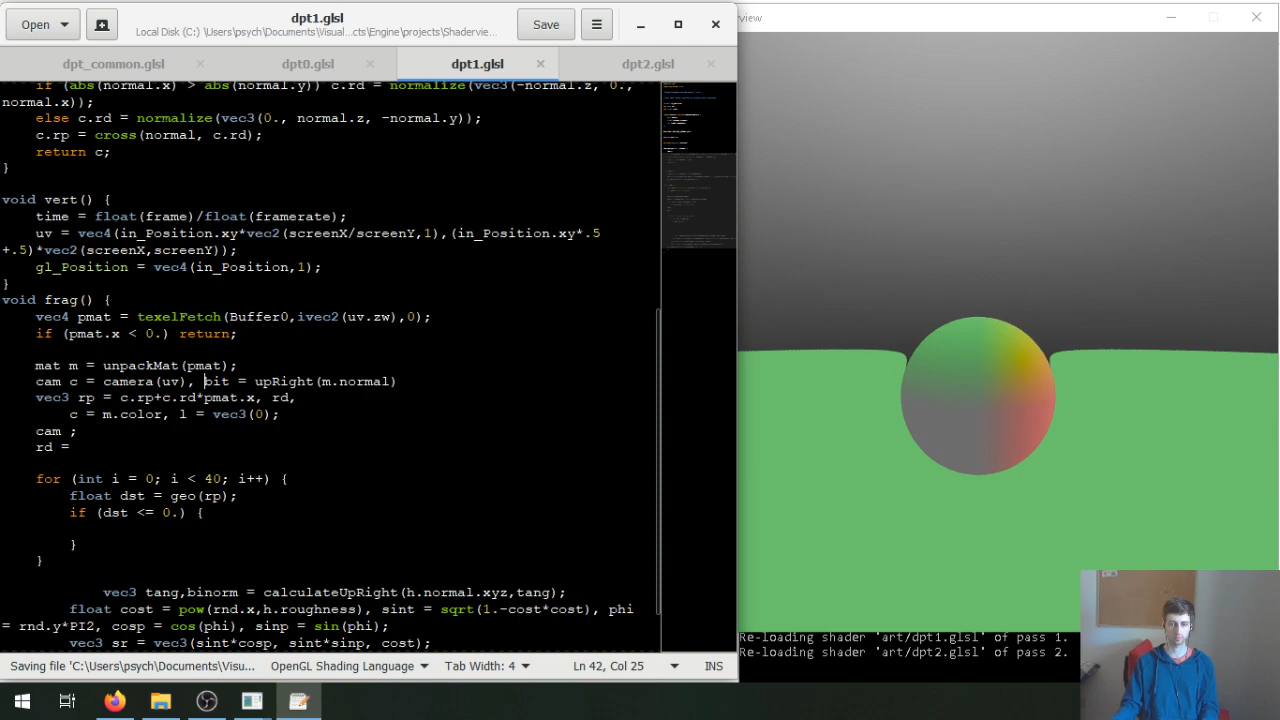 Open
dpt1.glsl
Local Disk (C:) \Users\psych\Documents\Visual...cts\Engine\projects\Shadervie...
Save
dview
dpt_common.glsl
dpt0.glsl
dpt1.glsl
dpt2.glsl
if (abs(normal.x) > abs(normal.y)) c.rd = normalize(vec3(-normal.z, 0.,
normal.x));
else c.rd = normalize(vec3(0., normal.z, -normal.y));
c.rp = cross(normal, c.rd);
return c;
}
void vert() {
time = float(frame)/float(framerate);
uv = vec4(in_Position.xy*vec2(screenX/screenY,1),(in_Position.xy*.5
+.5)*vec2(screenX,screenY));
gl_Position = vec4(in_Position,1);
}
void frag() {
vec4 pmat = texelFetch(Buffer0,ivec2(uv.zw),0);
if (pmat.x < 0.) return;
mat m = unpackMat(pmat);
cam c = camera(uv), bit = upRight(m.normal)
vec3 rp = c.rp+c.rd*pmat.x, rd,
c = m.color, l = vec3(0);
cam ;
rd =
for (int i = 0; i < 40; i++) {
float dst = geo(rp);
if (dst <= 0.) {
}
}
vec3 tang,binorm = calculateUpRight(h.normal.xyz,tang);
float cost = pow(rnd.x,h.roughness), sint = sqrt(1.-cost*cost), phi
= rnd.y*PI2, cosp = cos(phi), sinp = sin(phi);
vec3 sr = vec3(sint*cosp, sint*sinp, cost);
Re-loading shader 'art/dpt1.glsl' of pass 1.
Re-loading shader 'art/dpt2.glsl' of pass 2.
Saving file 'C:\Users\psych\Documents\Visu...
OpenGL Shading Language
Tab Width: 4
Ln 42, Col 25
INS